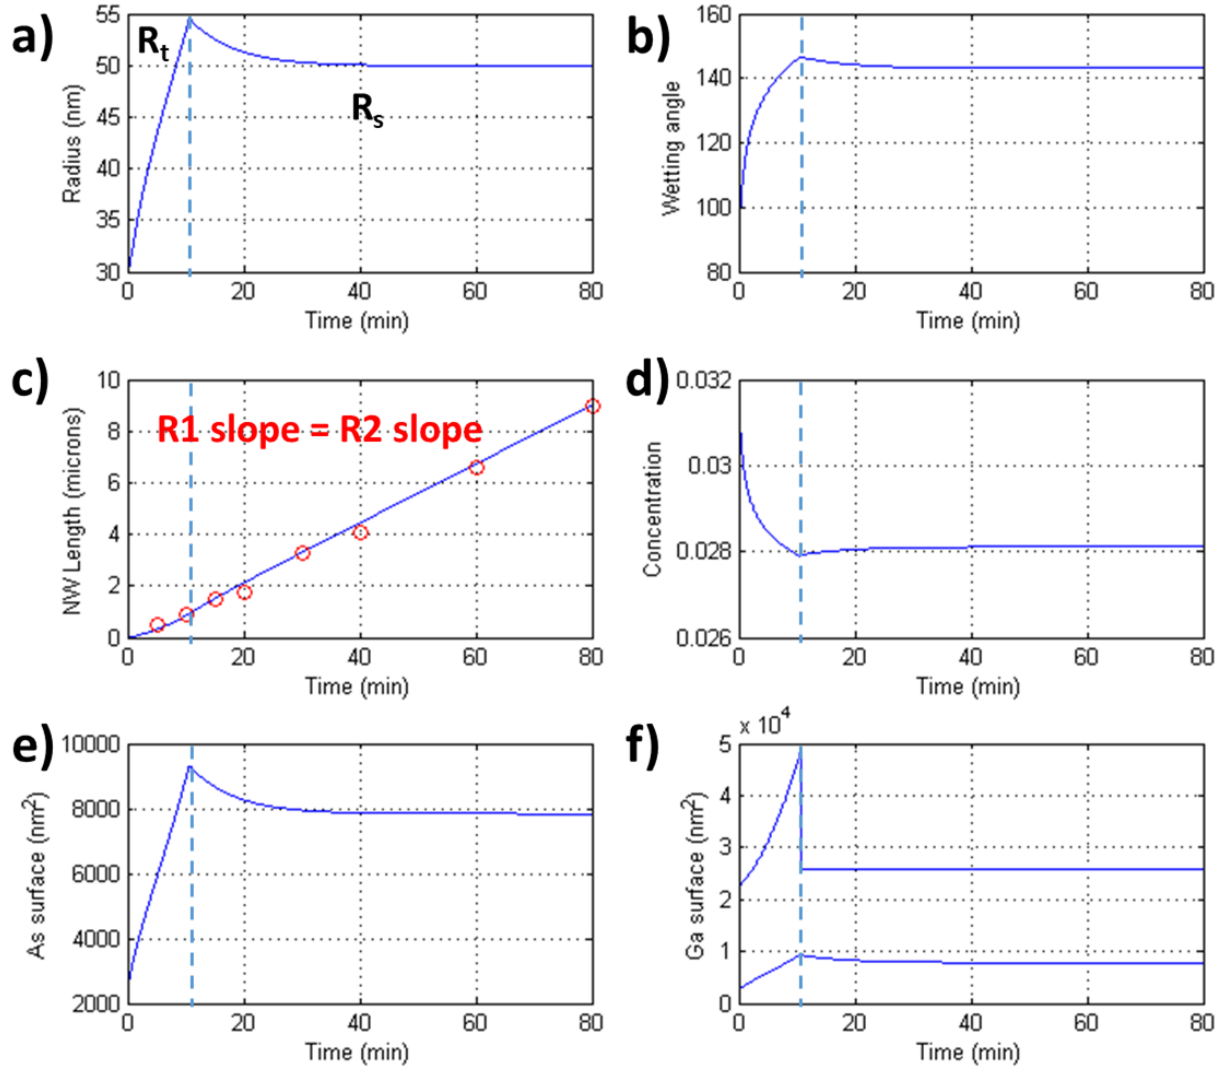 a)
R_t
R_s
55
50
45
40
35
30
0
20
40
60
80
Radius (nm)
Time (min)
b)
160
140
120
100
80
0
20
40
60
80
Wetting angle
Time (min)
c)
R1 slope = R2 slope
10
8
6
4
2
0
0
20
40
60
80
NW Length (microns)
Time (min)
d)
0.032
0.03
0.028
0.026
0
20
40
60
80
Concentration
Time (min)
e)
10000
8000
6000
4000
2000
0
20
40
60
80
As surface (nm²)
Time (min)
f)
x 10⁴
5
4
3
2
1
0
0
20
40
60
80
Ga surface (nm²)
Time (min)